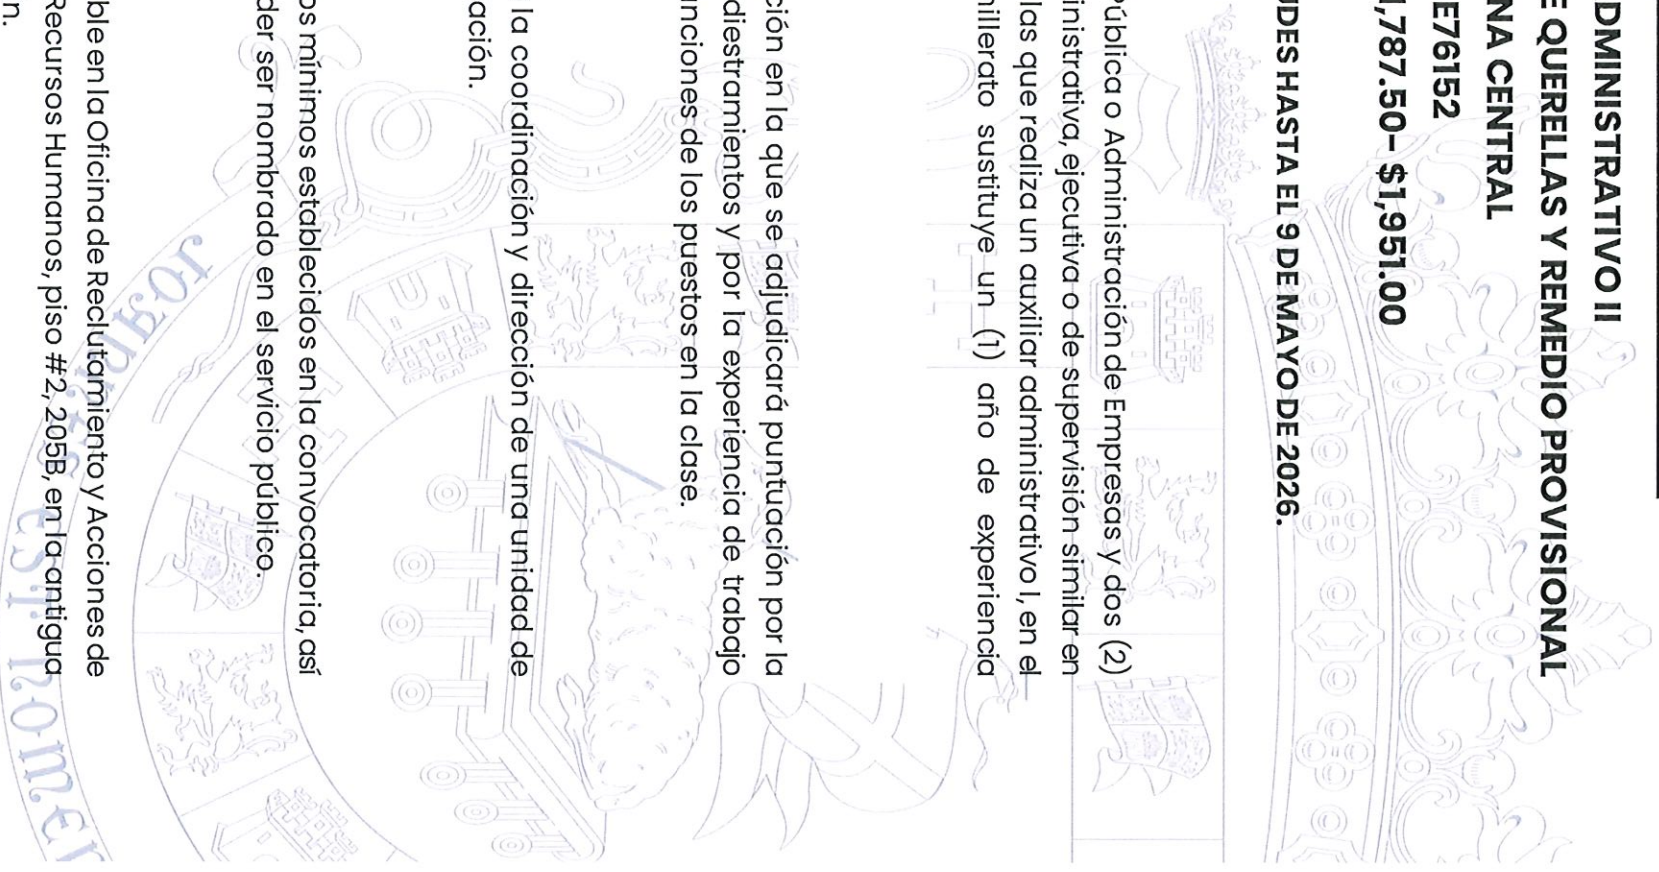 DMINISTRATIVO II
E QUERELLAS Y REMEDIO PROVISIONAL
NA CENTRAL
E76152
1,787.50- $1,951.00
UDES HASTA EL 9 DE MAYO DE 2026.
Pública o Administración de Empresas y dos (2)
inistrativa, ejecutiva o de supervisión similar en
las que realiza un auxiliar administrativo I, en el
hillerato sustituye un (1) año de experiencia
ción en la que se adjudicará puntuación por la
diestramientos y por la experiencia de trabajo
unciones de los puestos en la clase.
la coordinación y dirección de una unidad de
ación.
os mínimos establecidos en la convocatoria, así
der ser nombrado en el servicio público.
ble en la Oficina de Reclutamiento y Acciones de
Recursos Humanos, piso #2, 205B, en la antigua
n.
JOANNES EST NOMEN